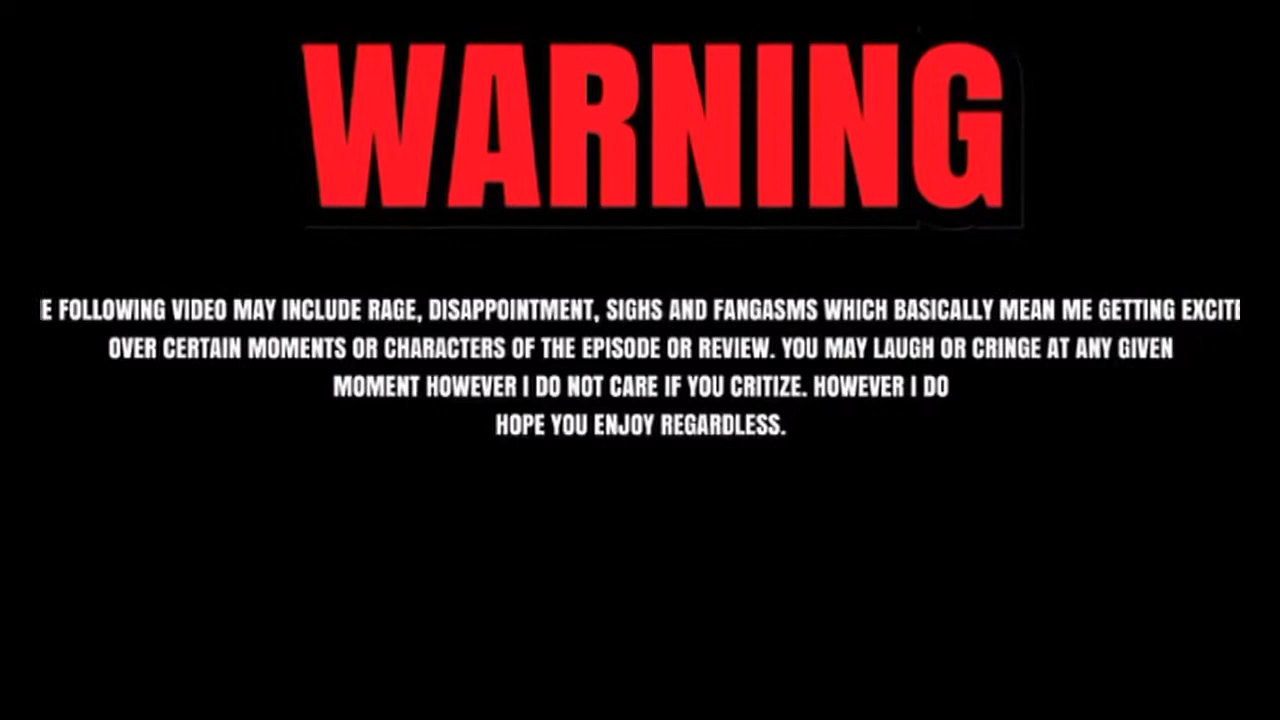 WARNING
E FOLLOWING VIDEO MAY INCLUDE RAGE, DISAPPOINTMENT, SIGHS AND FANGASMS WHICH BASICALLY MEAN ME GETTING EXCIT
OVER CERTAIN MOMENTS OR CHARACTERS OF THE EPISODE OR REVIEW. YOU MAY LAUGH OR CRINGE AT ANY GIVEN
MOMENT HOWEVER I DO NOT CARE IF YOU CRITIZE. HOWEVER I DO
HOPE YOU ENJOY REGARDLESS.